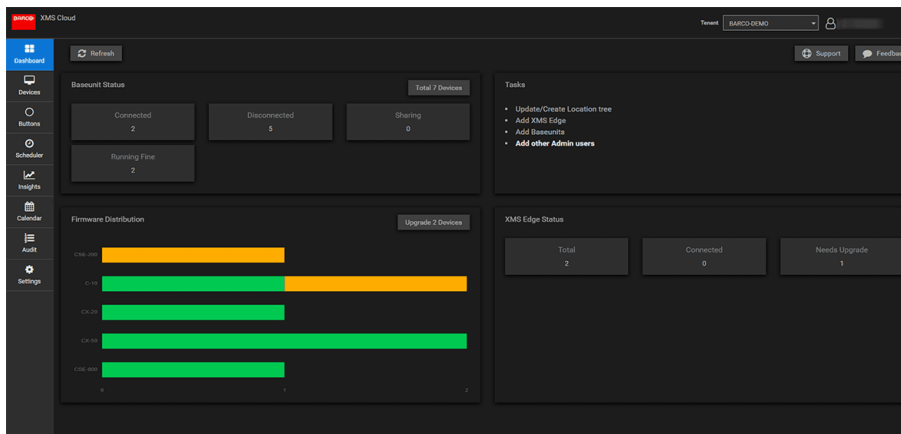 BARCO XMS Cloud
Tenant BARCO-DEMO
Dashboard
Devices
Buttons
Scheduler
Insights
Calendar
Audit
Settings
Refresh
Support
Feedbac
Baseunit Status
Total 7 Devices
Connected
2
Disconnected
5
Sharing
0
Running Fine
2
Tasks
Update/Create Location tree
Add XMS Edge
Add Baseunits
Add other Admin users
Firmware Distribution
Upgrade 2 Devices
CSE-200
C-10
CX-20
CX-50
CSE-800
0 1 2
XMS Edge Status
Total
2
Connected
0
Needs Upgrade
1